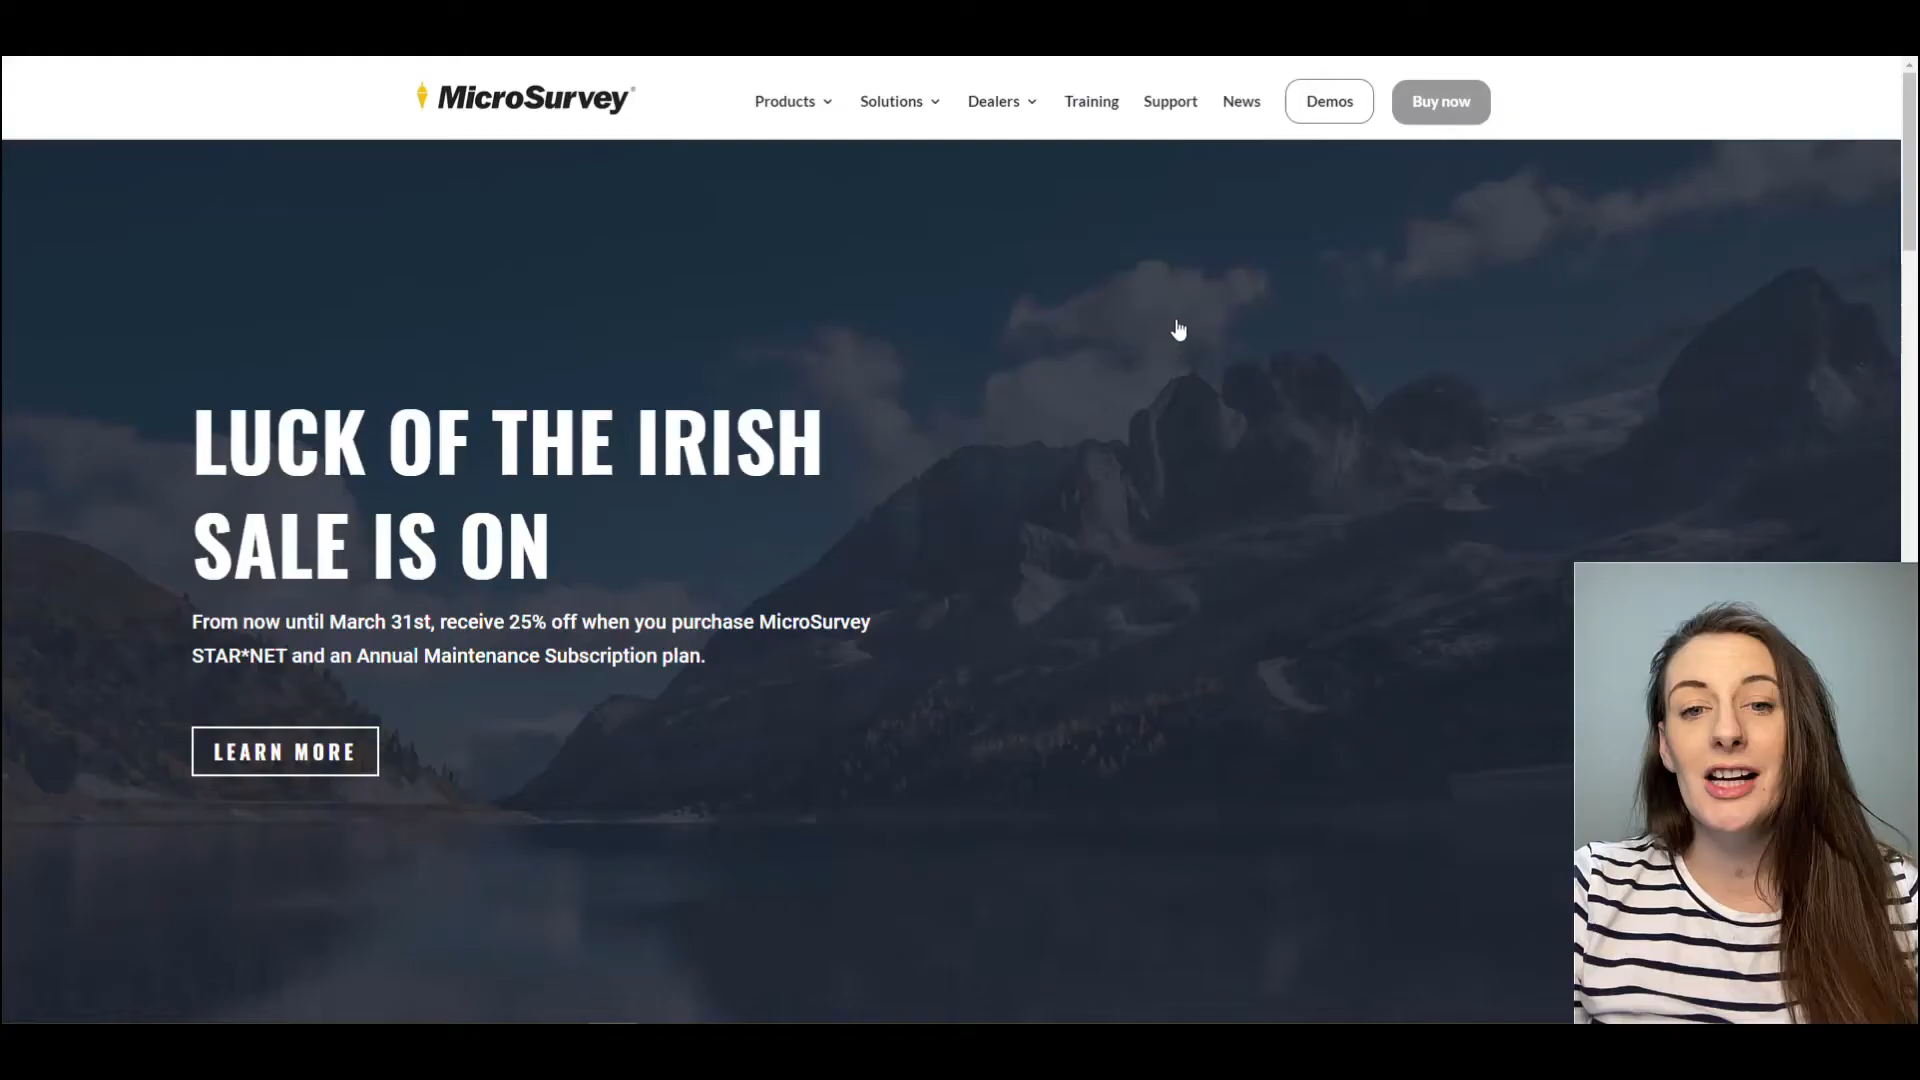 MicroSurvey®
Products Solutions Dealers Training Support News Demos Buy now
LUCK OF THE IRISH
SALE IS ON
From now until March 31st, receive 25% off when you purchase MicroSurvey
STAR*NET and an Annual Maintenance Subscription plan.
LEARN MORE